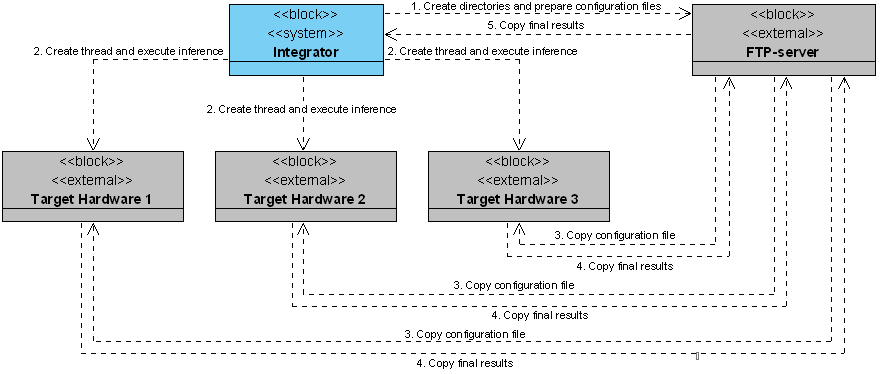 <<block>>
<<system>>
Integrator
1. Create directories and prepare configuration files
5. Copy final results
<<block>>
<<external>>
FTP-server
2. Create thread and execute inference
2. Create thread and execute inference
2. Create thread and execute inference
<<block>>
<<external>>
Target Hardware 1
<<block>>
<<external>>
Target Hardware 2
<<block>>
<<external>>
Target Hardware 3
3. Copy configuration file
4. Copy final results
3. Copy configuration file
4. Copy final results
3. Copy configuration file
4. Copy final results